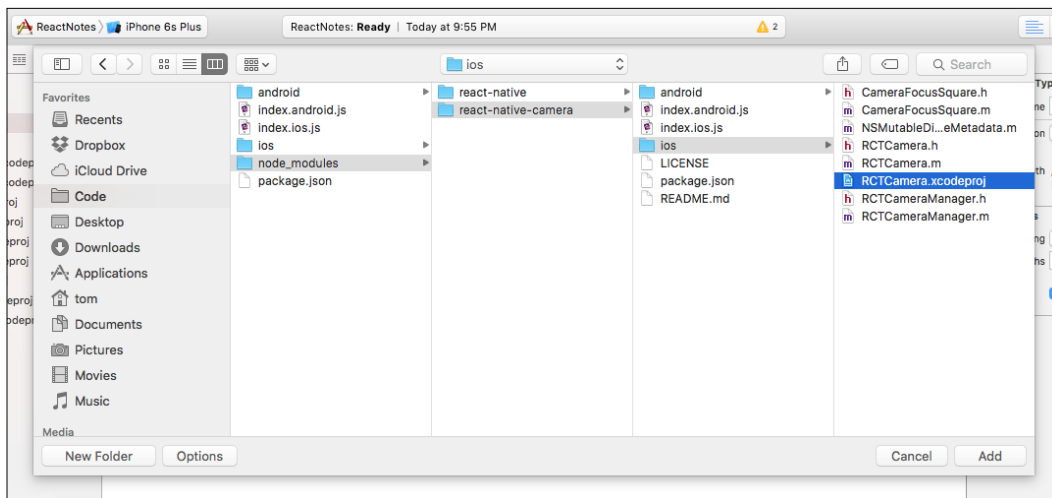 ReactNotes iPhone 6s Plus ReactNotes: Ready | Today at 9:55 PM 2
ios Search
Favorites
Recents
Dropbox
iCloud Drive
Code
Desktop
Downloads
Applications
tom
Documents
Pictures
Movies
Music
Media
android
index.android.js
index.ios.js
ios
node_modules
package.json
react-native
react-native-camera
android
index.android.js
index.ios.js
ios
LICENSE
package.json
README.md
CameraFocusSquare.h
CameraFocusSquare.m
NSMutableDi...eMetadata.m
RCTCamera.h
RCTCamera.m
RCTCamera.xcodeproj
RCTCameraManager.h
RCTCameraManager.m
New Folder Options Cancel Add